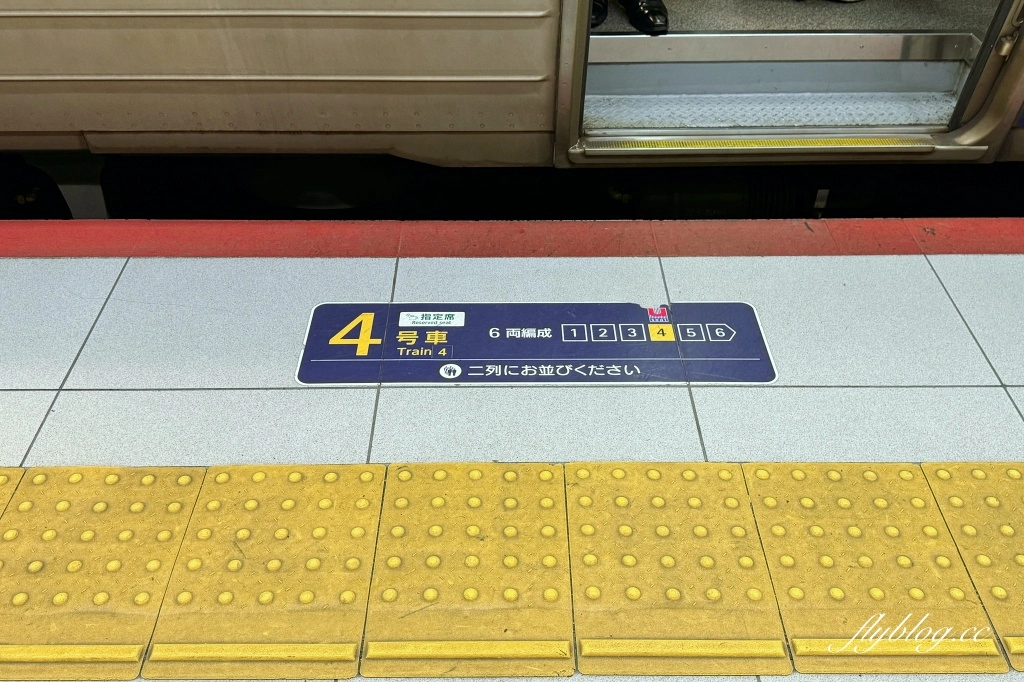 指定席
Reserved seat
4 号車
Train 4
6 両編成 1 2 3 4 5 6
二列にお並びください
flyblog.cc